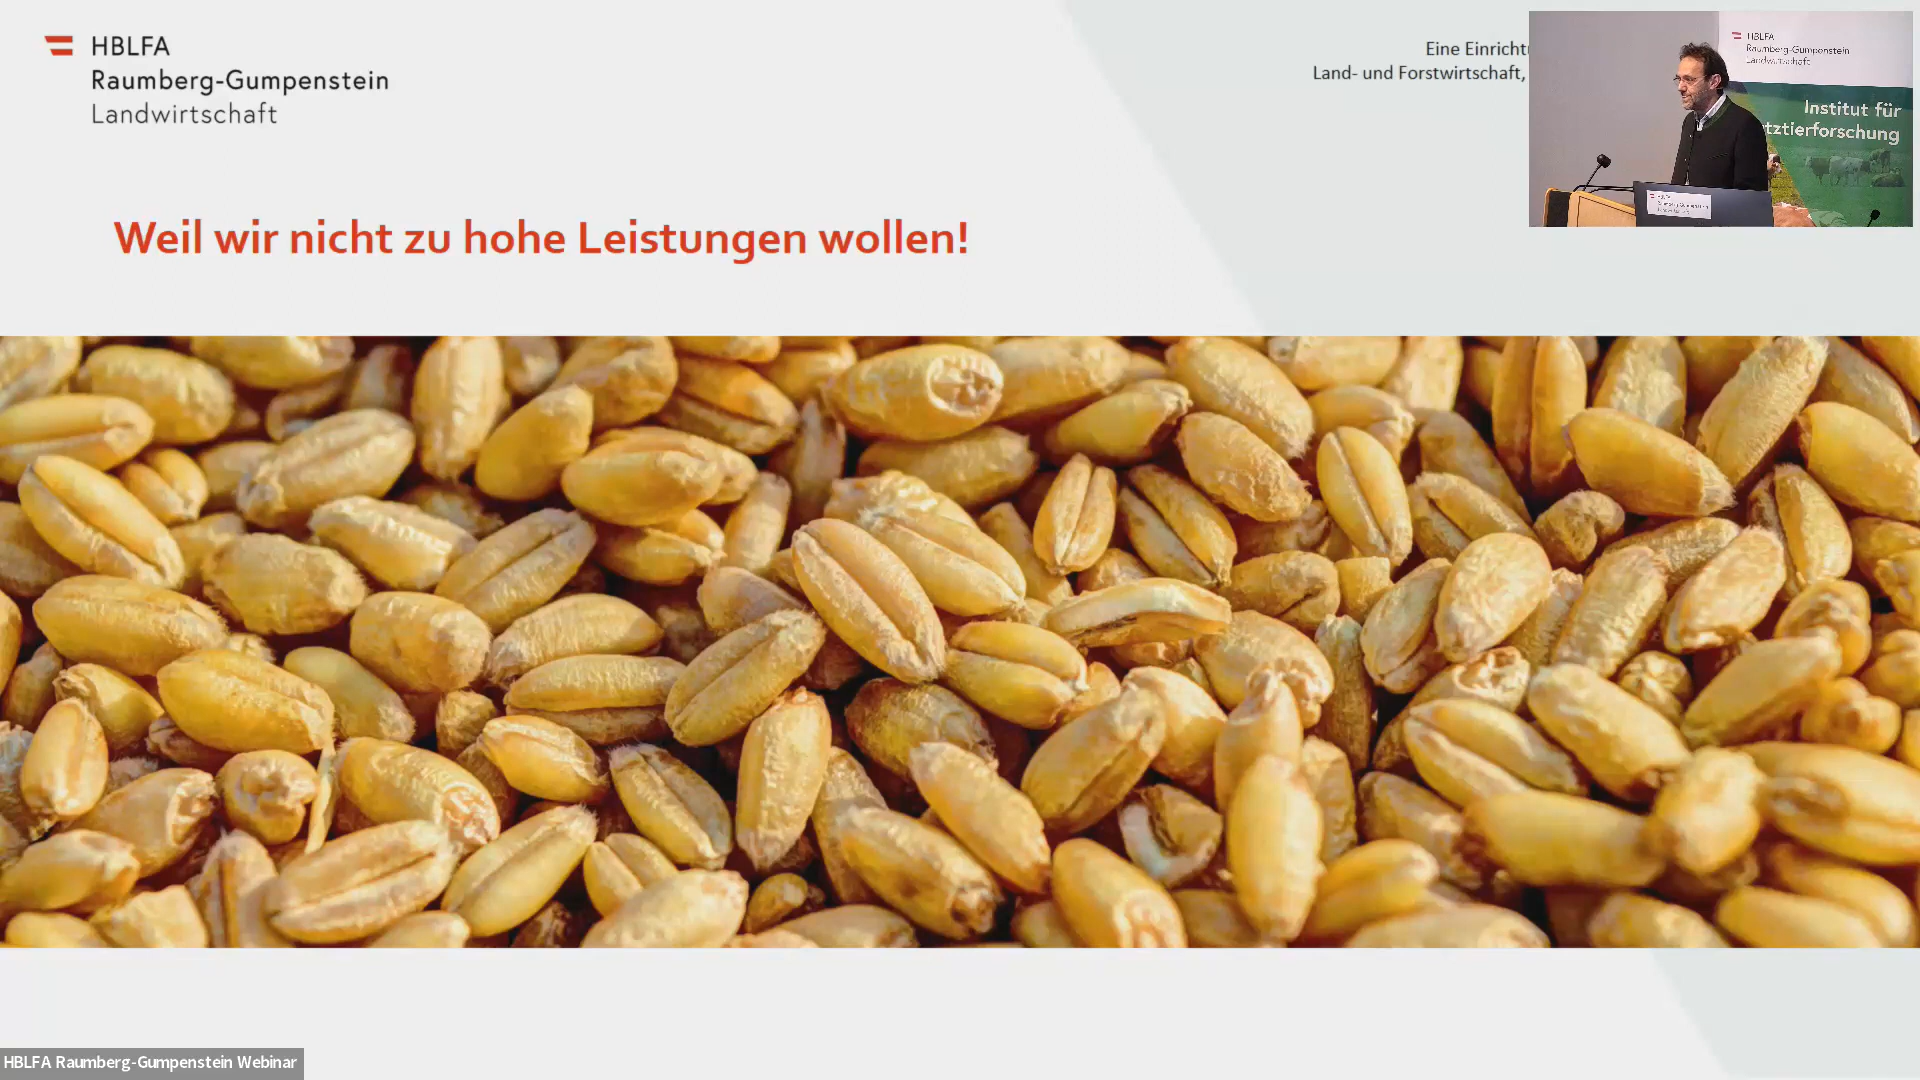 HBLFA
Raumberg-Gumpenstein
Landwirtschaft
Eine Einricht
Land- und Forstwirtschaft,
HBLFA
Raumberg-Gumpenstein
Landwirtschaft
Institut für
tztierforschung
Weil wir nicht zu hohe Leistungen wollen!
HBLFA Raumberg-Gumpenstein Webinar